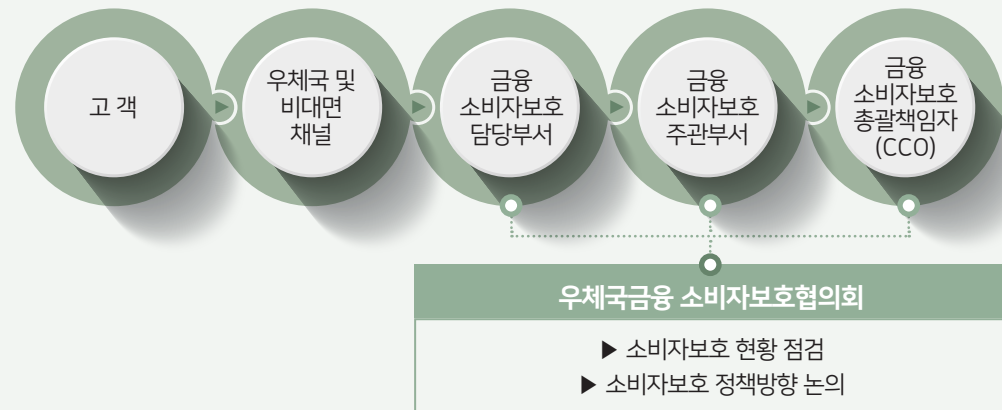 고 객
우체국 및
비대면
채널
금융
소비자보호
담당부서
금융
소비자보호
주관부서
금융
소비자보호
총괄책임자
(CCO)
우체국금융 소비자보호협의회
▶ 소비자보호 현황 점검
▶ 소비자보호 정책방향 논의